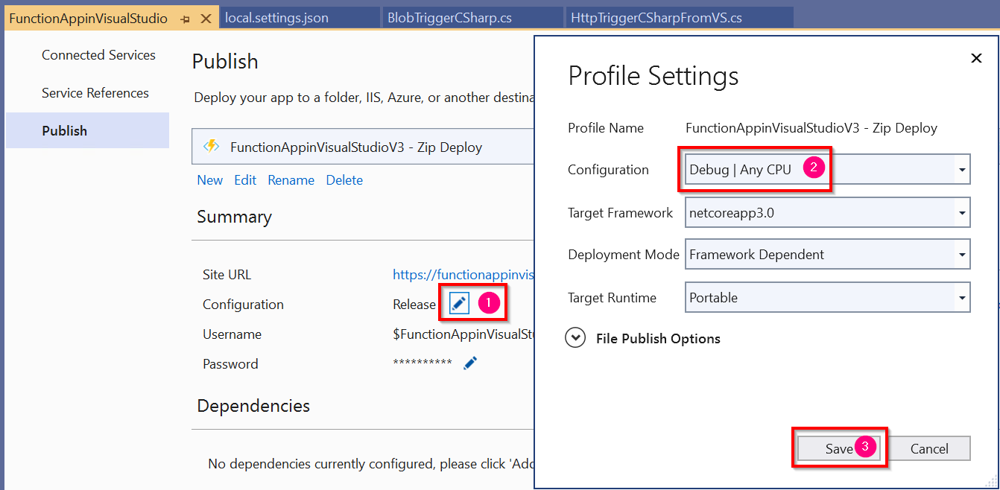 FunctionAppinVisualStudio
local.settings.json
BlobTriggerCSharp.cs
HttpTriggerCSharpFromVS.cs
Connected Services
Service References
Publish
Publish
Deploy your app to a folder, IIS, Azure, or another destina
FunctionAppinVisualStudioV3 - Zip Deploy
New Edit Rename Delete
Summary
Site URL https://functionappinvis
Configuration Release 1
Username $FunctionAppinVisualStu
Password **********
Dependencies
No dependencies currently configured, please click 'Add
Profile Settings
Profile Name FunctionAppinVisualStudioV3 - Zip Deploy
Configuration Debug | Any CPU 2
Target Framework netcoreapp3.0
Deployment Mode Framework Dependent
Target Runtime Portable
File Publish Options
Save 3 Cancel